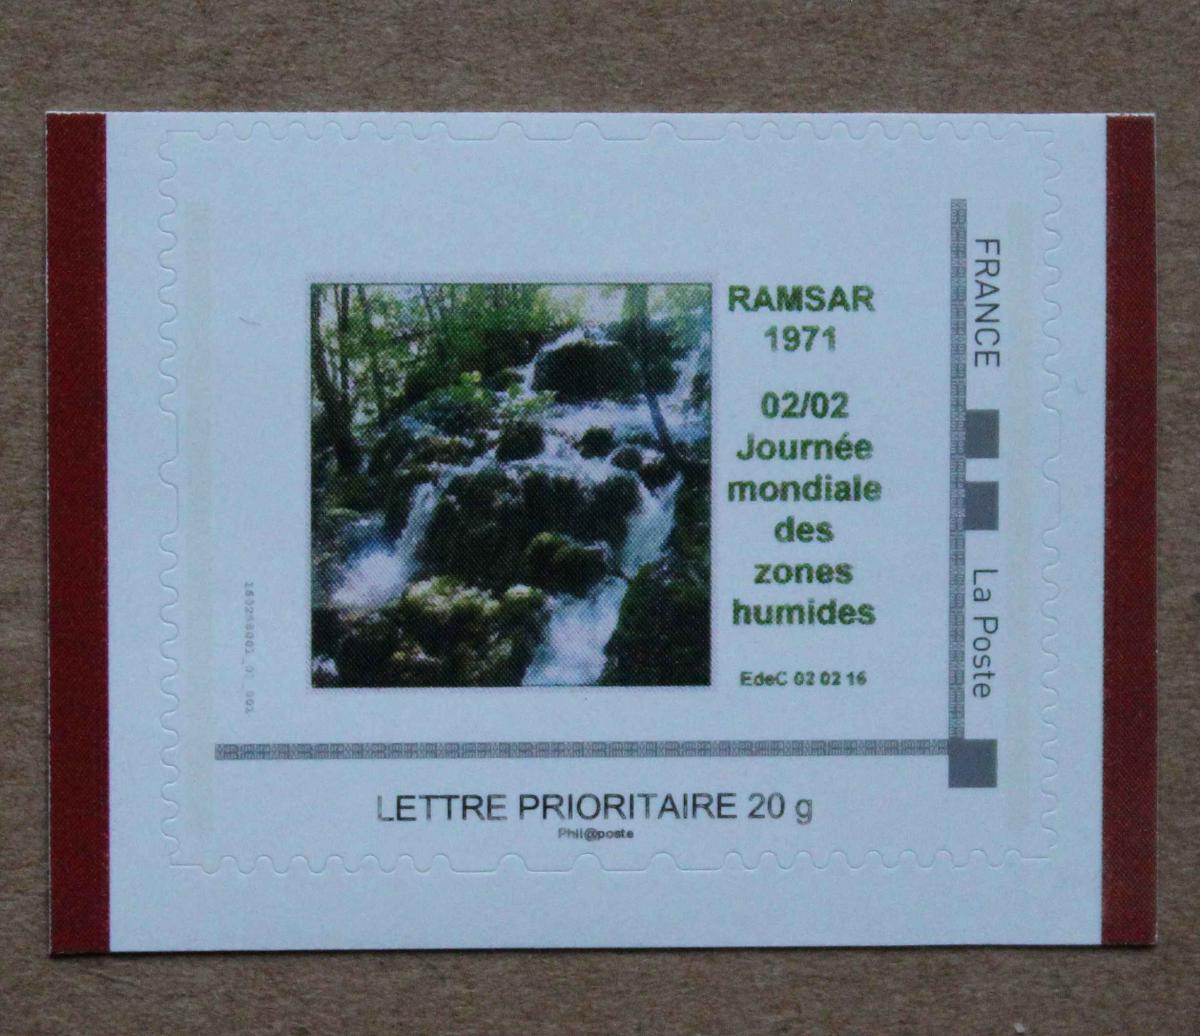 RAMSAR
1971
02/02
Journée
mondiale
des
zones
humides
EdeC 02 02 16
FRANCE
La Poste
LETTRE PRIORITAIRE 20 g
Phil@poste